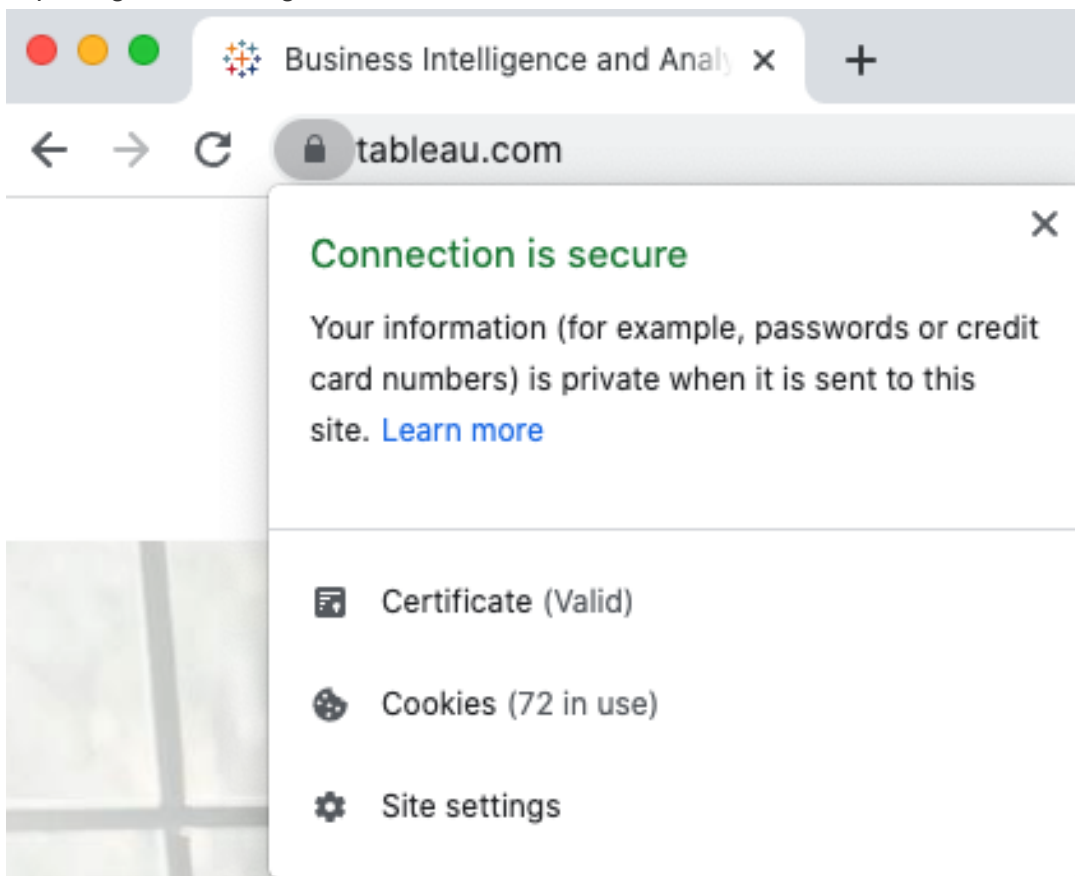 Business Intelligence and Analy
tableau.com
Connection is secure
Your information (for example, passwords or credit
card numbers) is private when it is sent to this
site. Learn more
Certificate (Valid)
Cookies (72 in use)
Site settings